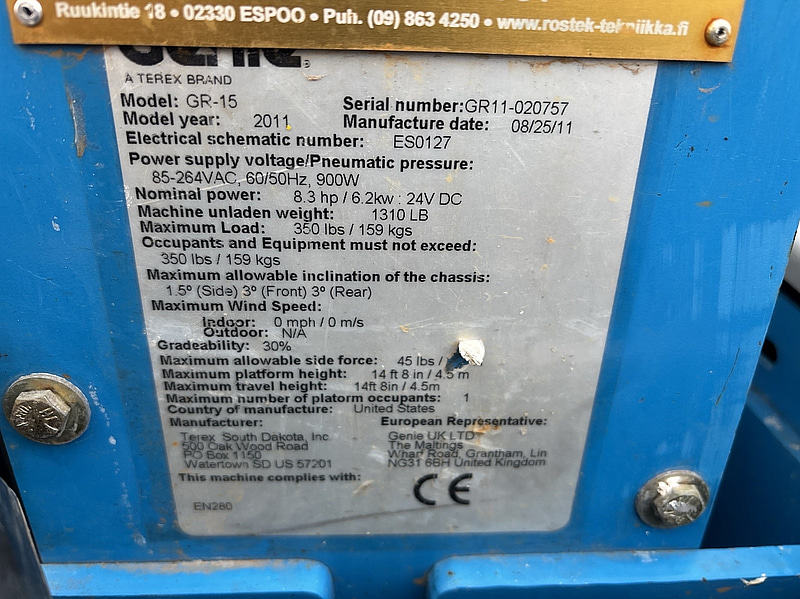 Ruukintie 18 • 02330 ESPOO • Puh. (09) 863 4250 • www.rostek-tekniikka.fi
Genie
A TEREX BRAND
Model: GR-15 Serial number:GR11-020757
Model year: 2011 Manufacture date: 08/25/11
Electrical schematic number: ES0127
Power supply voltage/Pneumatic pressure:
85-264VAC, 60/50Hz, 900W
Nominal power: 8.3 hp / 6.2kw : 24V DC
Machine unladen weight: 1310 LB
Maximum Load: 350 lbs / 159 kgs
Occupants and Equipment must not exceed:
350 lbs / 159 kgs
Maximum allowable inclination of the chassis:
1.5º (Side) 3º (Front) 3º (Rear)
Maximum Wind Speed:
Indoor: 0 mph / 0 m/s
Outdoor: N/A
Gradeability: 30%
Maximum allowable side force: 45 lbs /
Maximum platform height: 14 ft 8 in / 4.5 m
Maximum travel height: 14ft 8in / 4.5m
Maximum number of platorm occupants: 1
Country of manufacture: United States
Manufacturer: European Representative:
Terex South Dakota, Inc Genie UK LTD
500 Oak Wood Road The Maltings
PO Box 1150 Wharf Road, Grantham, Lin
Watertown SD US 57201 NG31 6BH United Kingdom
This machine complies with: CE
EN280